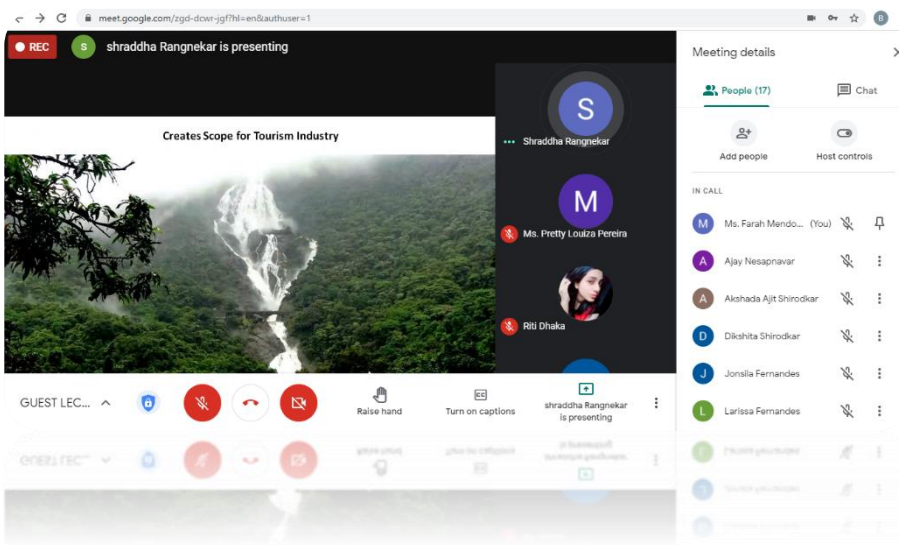 meet.google.com/zgd-dcwr-jgf?hl=en&authuser=1
B
REC
S
shraddha Rangnekar is presenting
Creates Scope for Tourism Industry
S
Shraddha Rangnekar
M
Ms. Pretty Louiza Pereira
Riti Dhaka
GUEST LEC...
Raise hand
CC
Turn on captions
shraddha Rangnekar
is presenting
Meeting details
People (17)
Chat
Add people
Host controls
IN CALL
M
Ms. Farah Mendo... (You)
A
Ajay Nesapnavar
A
Akshada Ajit Shirodkar
D
Dikshita Shirodkar
J
Jonsila Fernandes
L
Larissa Fernandes